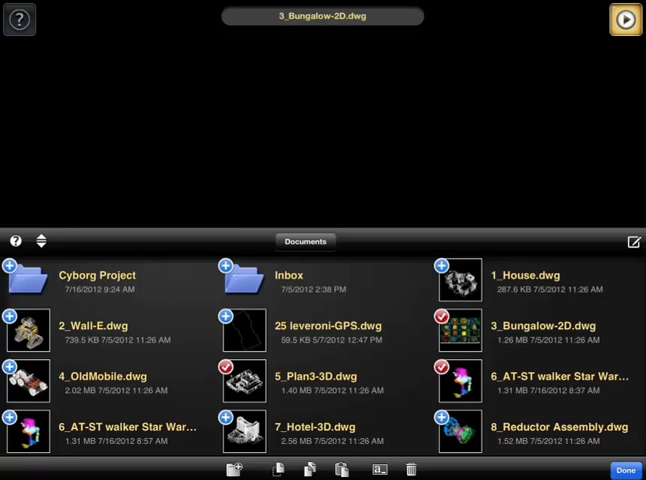 ?
3_Bungalow-2D.dwg
?
Documents
Cyborg Project
7/16/2012 9:24 AM
Inbox
7/5/2012 2:38 PM
1_House.dwg
287.6 KB 7/5/2012 11:26 AM
2_Wall-E.dwg
739.5 KB 7/5/2012 11:26 AM
25 leveroni-GPS.dwg
59.5 KB 5/7/2012 12:47 PM
3_Bungalow-2D.dwg
1.26 MB 7/5/2012 11:26 AM
4_OldMobile.dwg
2.02 MB 7/5/2012 11:26 AM
5_Plan3-3D.dwg
1.40 MB 7/5/2012 11:26 AM
6_AT-ST walker Star War...
1.31 MB 7/16/2012 8:37 AM
6_AT-ST walker Star War...
1.31 MB 7/16/2012 8:57 AM
7_Hotel-3D.dwg
2.56 MB 7/5/2012 11:26 AM
8_Reductor Assembly.dwg
1.52 MB 7/5/2012 11:26 AM
a_
Done